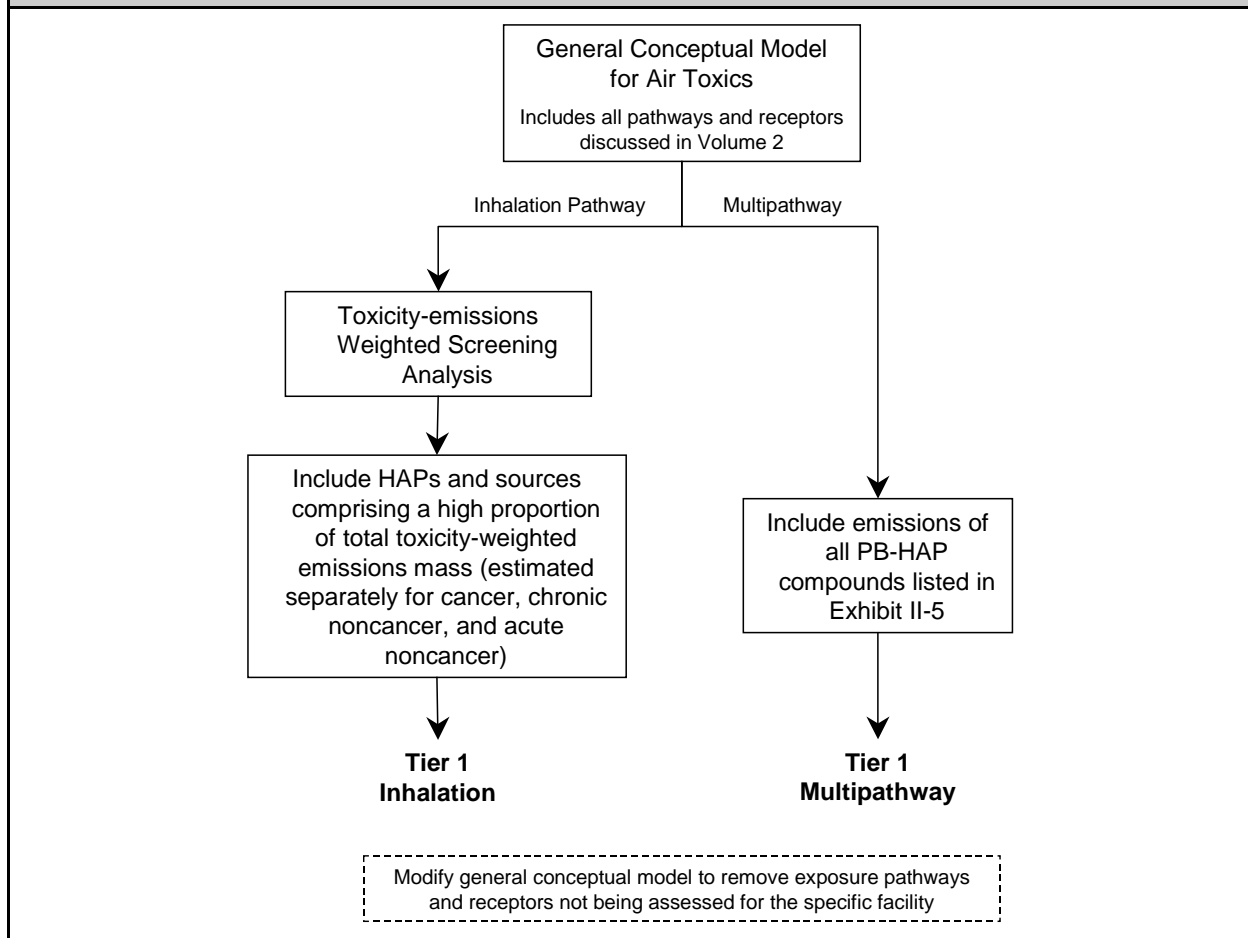 General Conceptual Model
for Air Toxics
Includes all pathways and receptors
discussed in Volume 2
Inhalation Pathway
Multipathway
Toxicity-emissions
Weighted Screening
Analysis
Include HAPs and sources
comprising a high proportion
of total toxicity-weighted
emissions mass (estimated
separately for cancer, chronic
noncancer, and acute
noncancer)
Include emissions of
all PB-HAP
compounds listed in
Exhibit II-5
Tier 1
Inhalation
Tier 1
Multipathway
Modify general conceptual model to remove exposure pathways
and receptors not being assessed for the specific facility